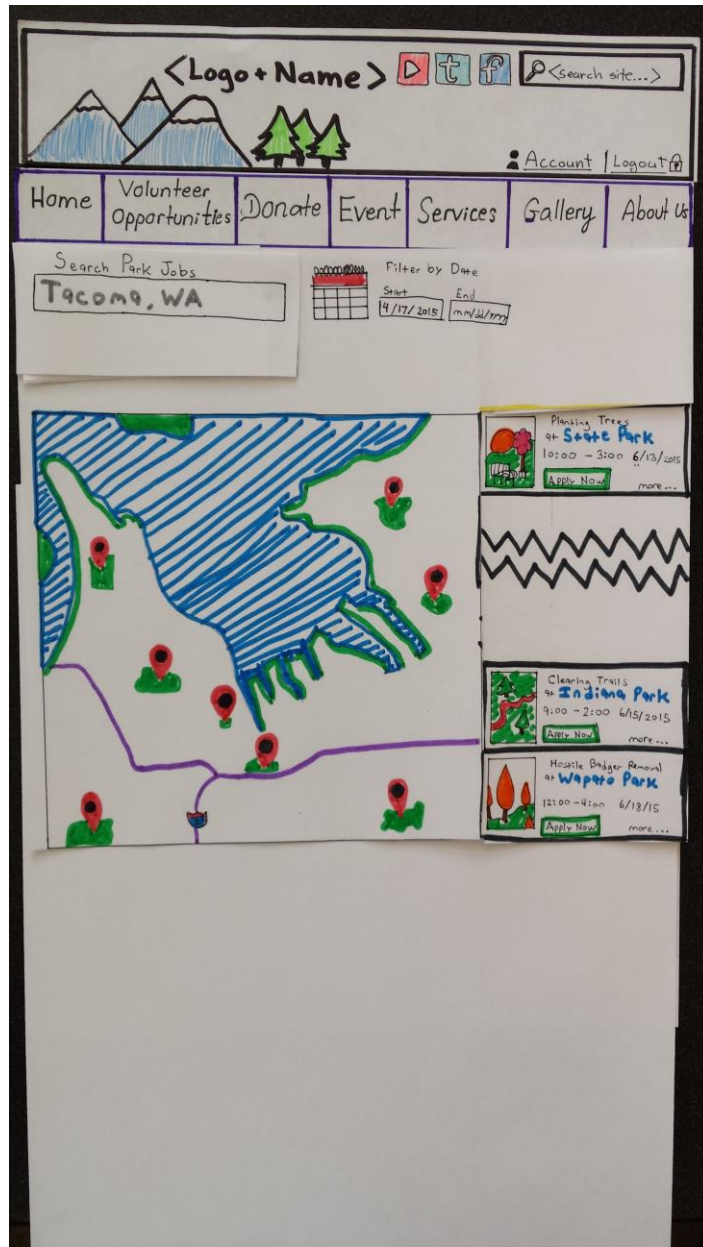 <Logo + Name>
t
f
<search site...>
Account | Logout
Home
Volunteer Opportunities
Donate
Event
Services
Gallery
About Us
Search Park Jobs
Tacoma, WA
Filter by Date
Start
End
4/17/2015
mm/dd/yyyy
Planting Trees
at State Park
10:00 - 3:00 6/13/2015
Apply Now
more...
Clearing Trails
at Indiana Park
9:00 - 2:00 6/15/2015
Apply Now
more...
Hostile Badger Removal
at Wapato Park
12:00 - 4:00 6/18/15
Apply Now
more...